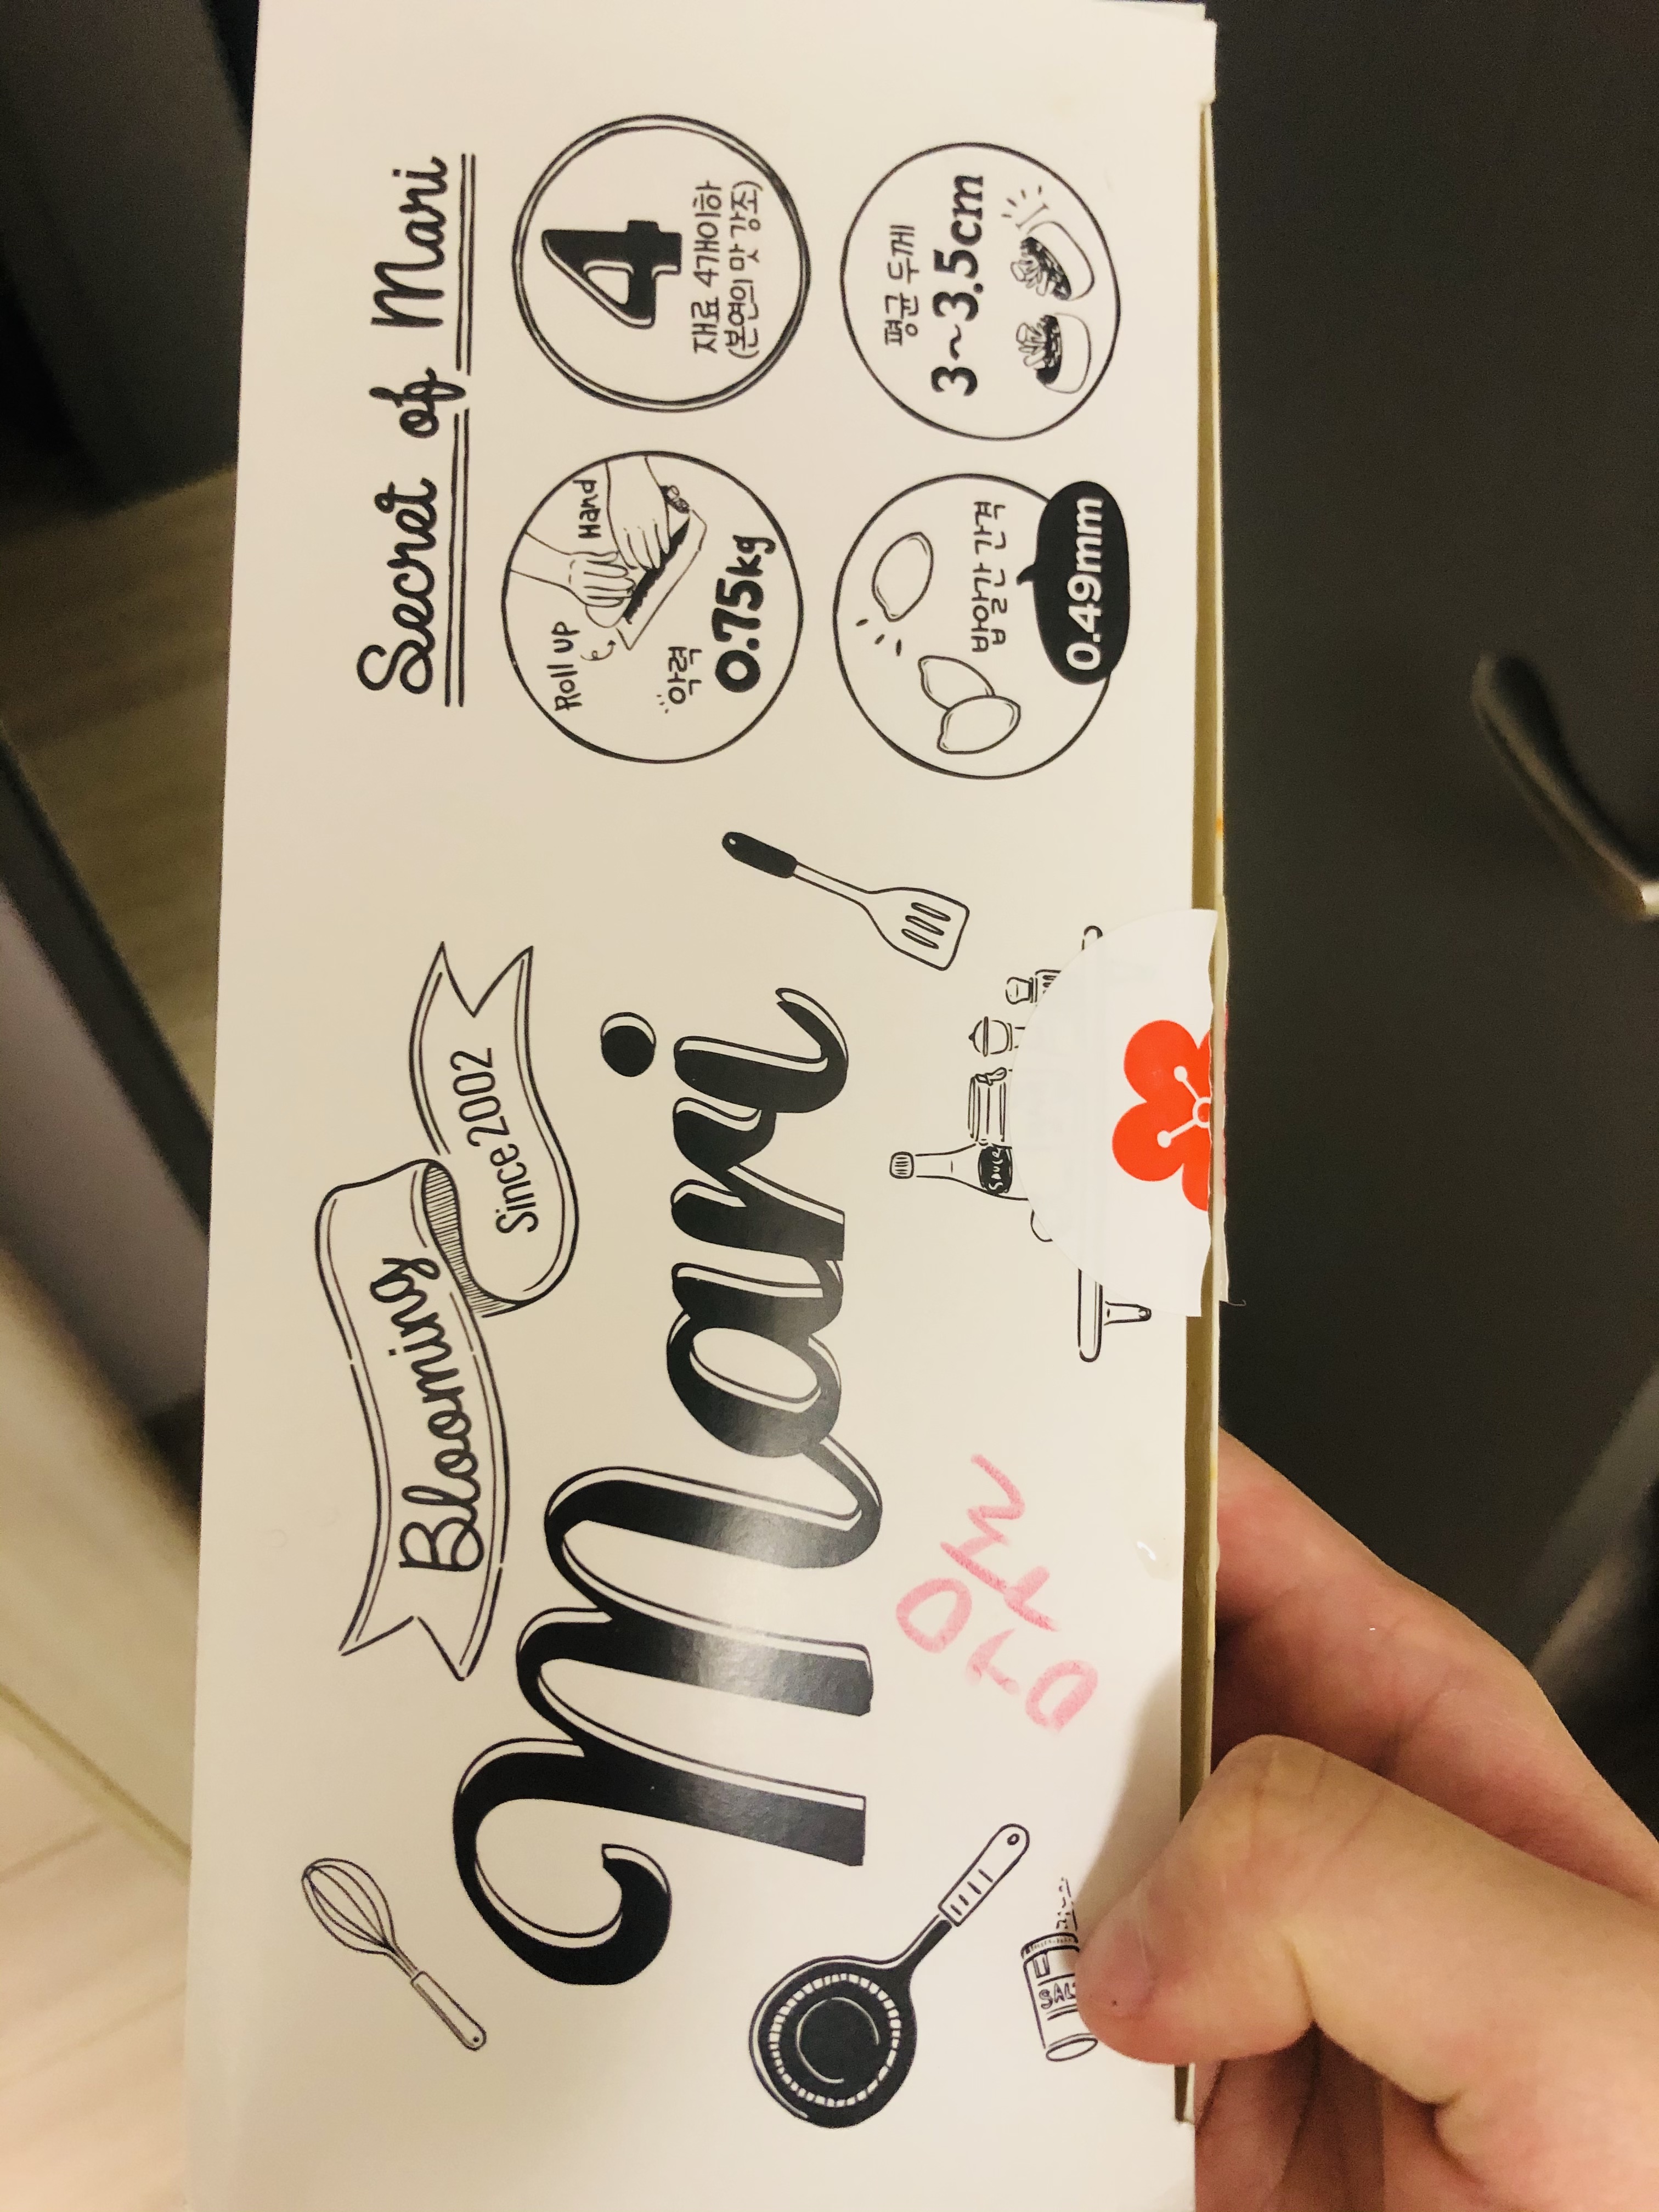 Blooming
Since 2002
Mari
Sauce
SALT
Secret of Mari
Roll up
Hand
악력
0.75kg
4
재료 4개이하
(본연의 맛 강조)
밥알간 간격
0.49mm
평균 두께
3~3.5cm